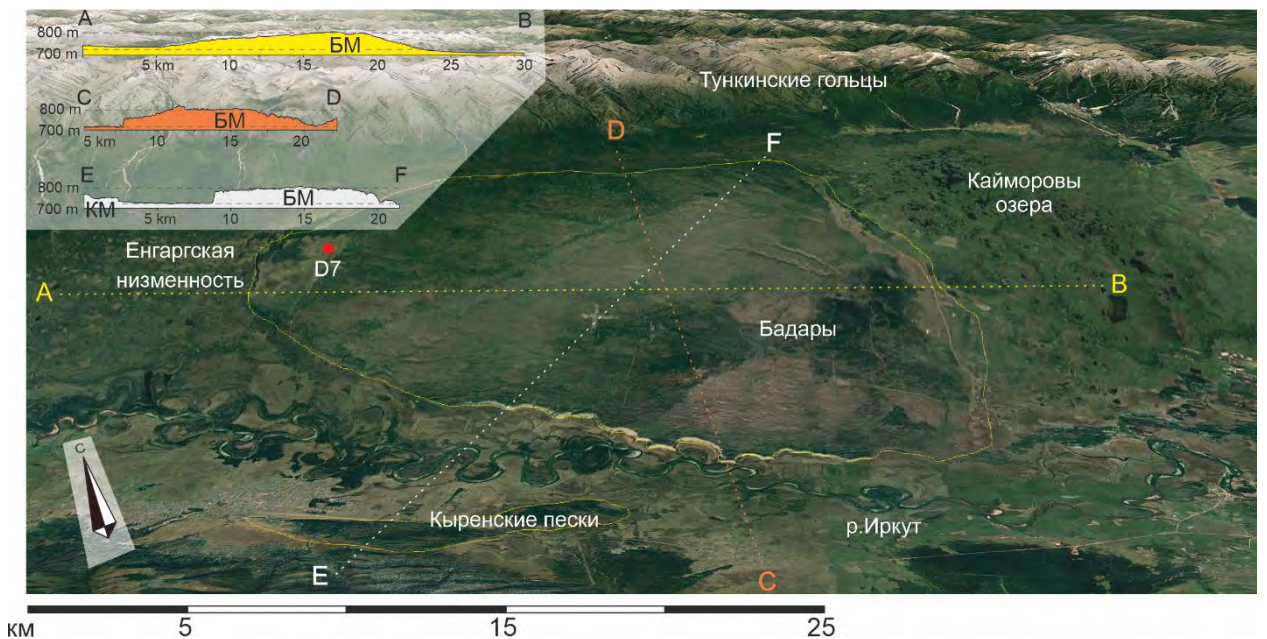 A
B
800 m
700 m
БМ
5 km
10
15
20
25
30
C
D
800 m
700 m
БМ
5 km
10
15
20
E
F
800 m
700 m
КМ
БМ
5 km
10
15
20
Тункинские гольцы
D
F
Кайморовы
озера
Енгаргская
низменность
D7
A
B
Бадары
С
Кыренские пески
р.Иркут
E
C
км
5
15
25